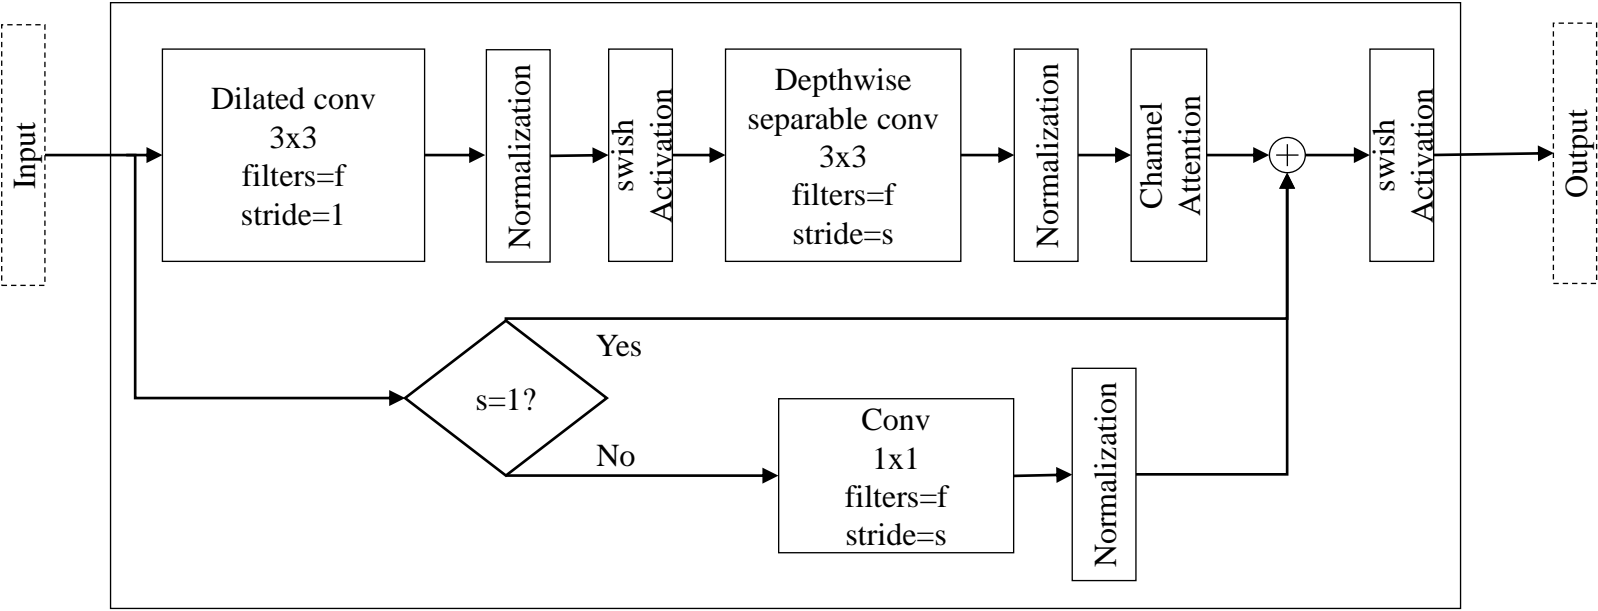 Input
Dilated conv
3x3
filters=f
stride=1
Normalization
swish
Activation
Depthwise
separable conv
3x3
filters=f
stride=s
Normalization
Channel
Attention
+
swish
Activation
Output
s=1?
Yes
No
Conv
1x1
filters=f
stride=s
Normalization